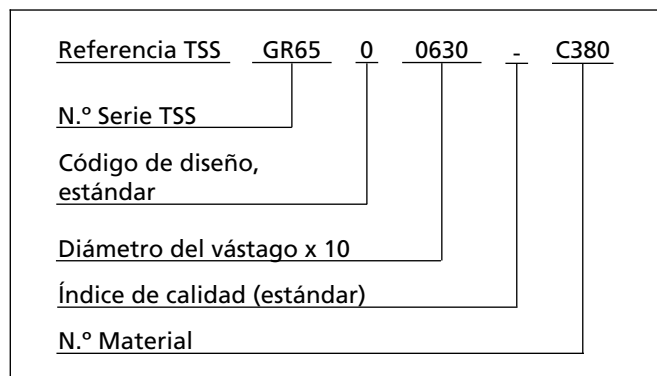 Referencia TSS GR65 0 0630 - C380
N.º Serie TSS
Código de diseño,
estándar
Diámetro del vástago x 10
Índice de calidad (estándar)
N.º Material